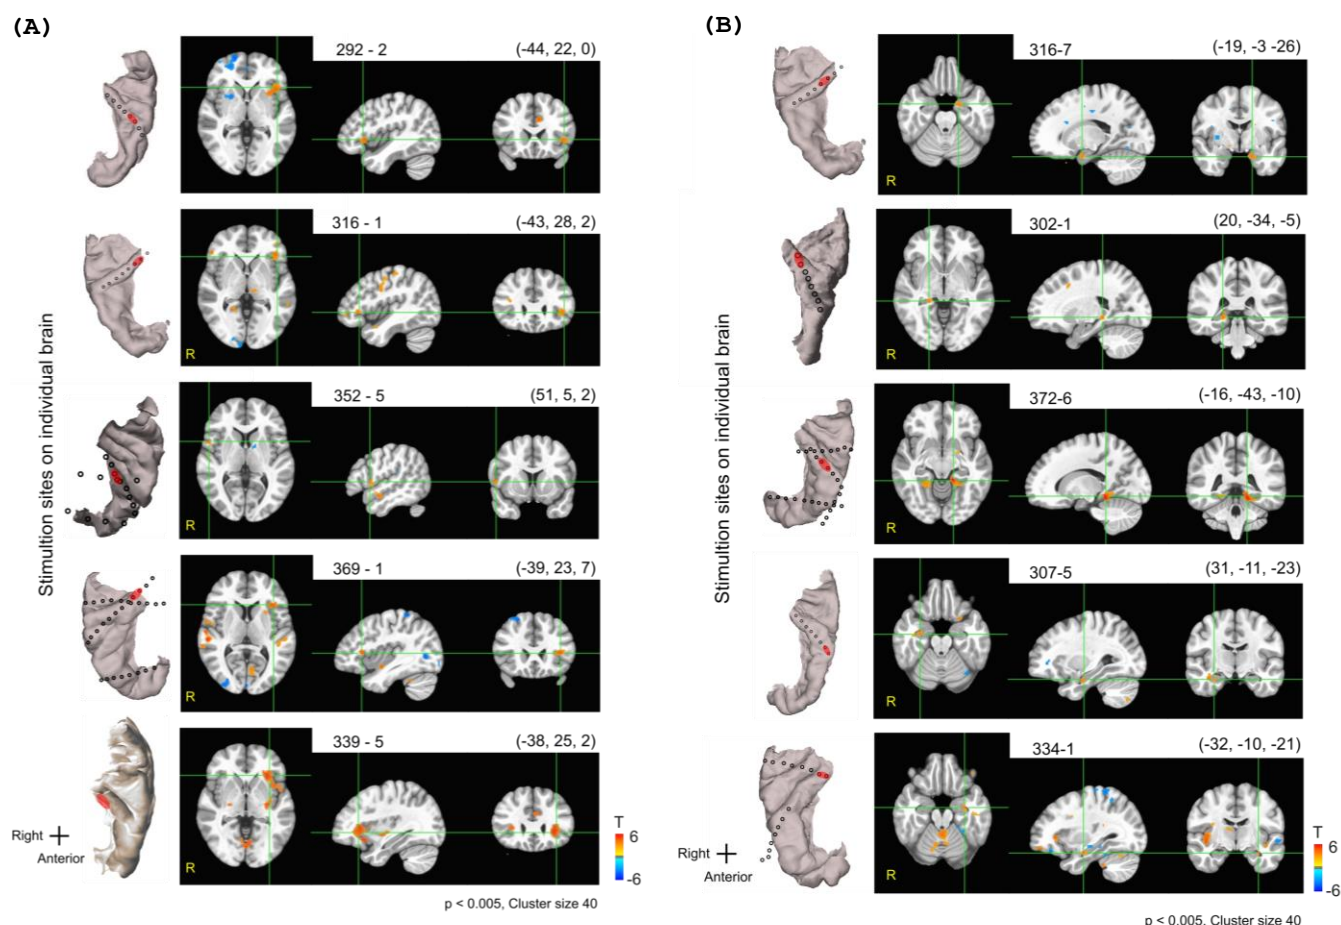 (A)
Stimultion sites on individual brain
292 - 2 (-44, 22, 0)
316 - 1 (-43, 28, 2)
R
352 - 5 (51, 5, 2)
R
369 - 1 (-39, 23, 7)
R
339 - 5 (-38, 25, 2)
R
Right
Anterior
T
6
-6
p < 0.005, Cluster size 40
(B)
Stimultion sites on individual brain
316-7 (-19, -3 -26)
R
302-1 (20, -34, -5)
R
372-6 (-16, -43, -10)
R
307-5 (31, -11, -23)
R
334-1 (-32, -10, -21)
R
Right
Anterior
T
6
-6
p < 0.005, Cluster size 40